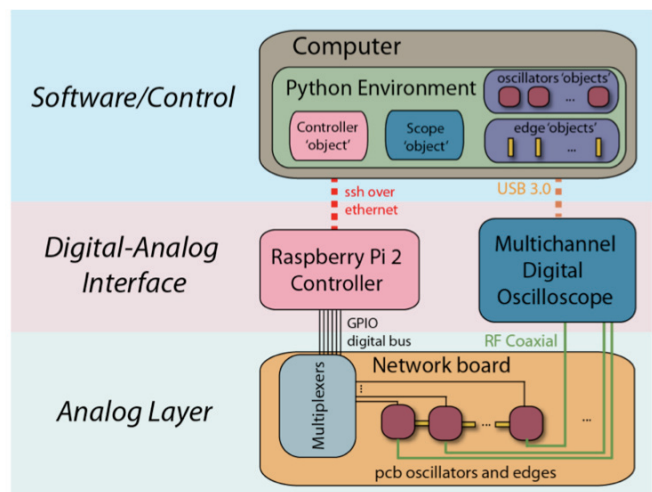 Software/Control
Computer
Python Environment
Controller
'object'
Scope
'object'
oscillators 'objects'
...
edge 'objects'
...
ssh over
ethernet
USB 3.0
Digital-Analog
Interface
Raspberry Pi 2
Controller
Multichannel
Digital
Oscilloscope
GPIO
digital bus
RF Coaxial
Analog Layer
Network board
Multiplexers
...
...
...
pcb oscillators and edges